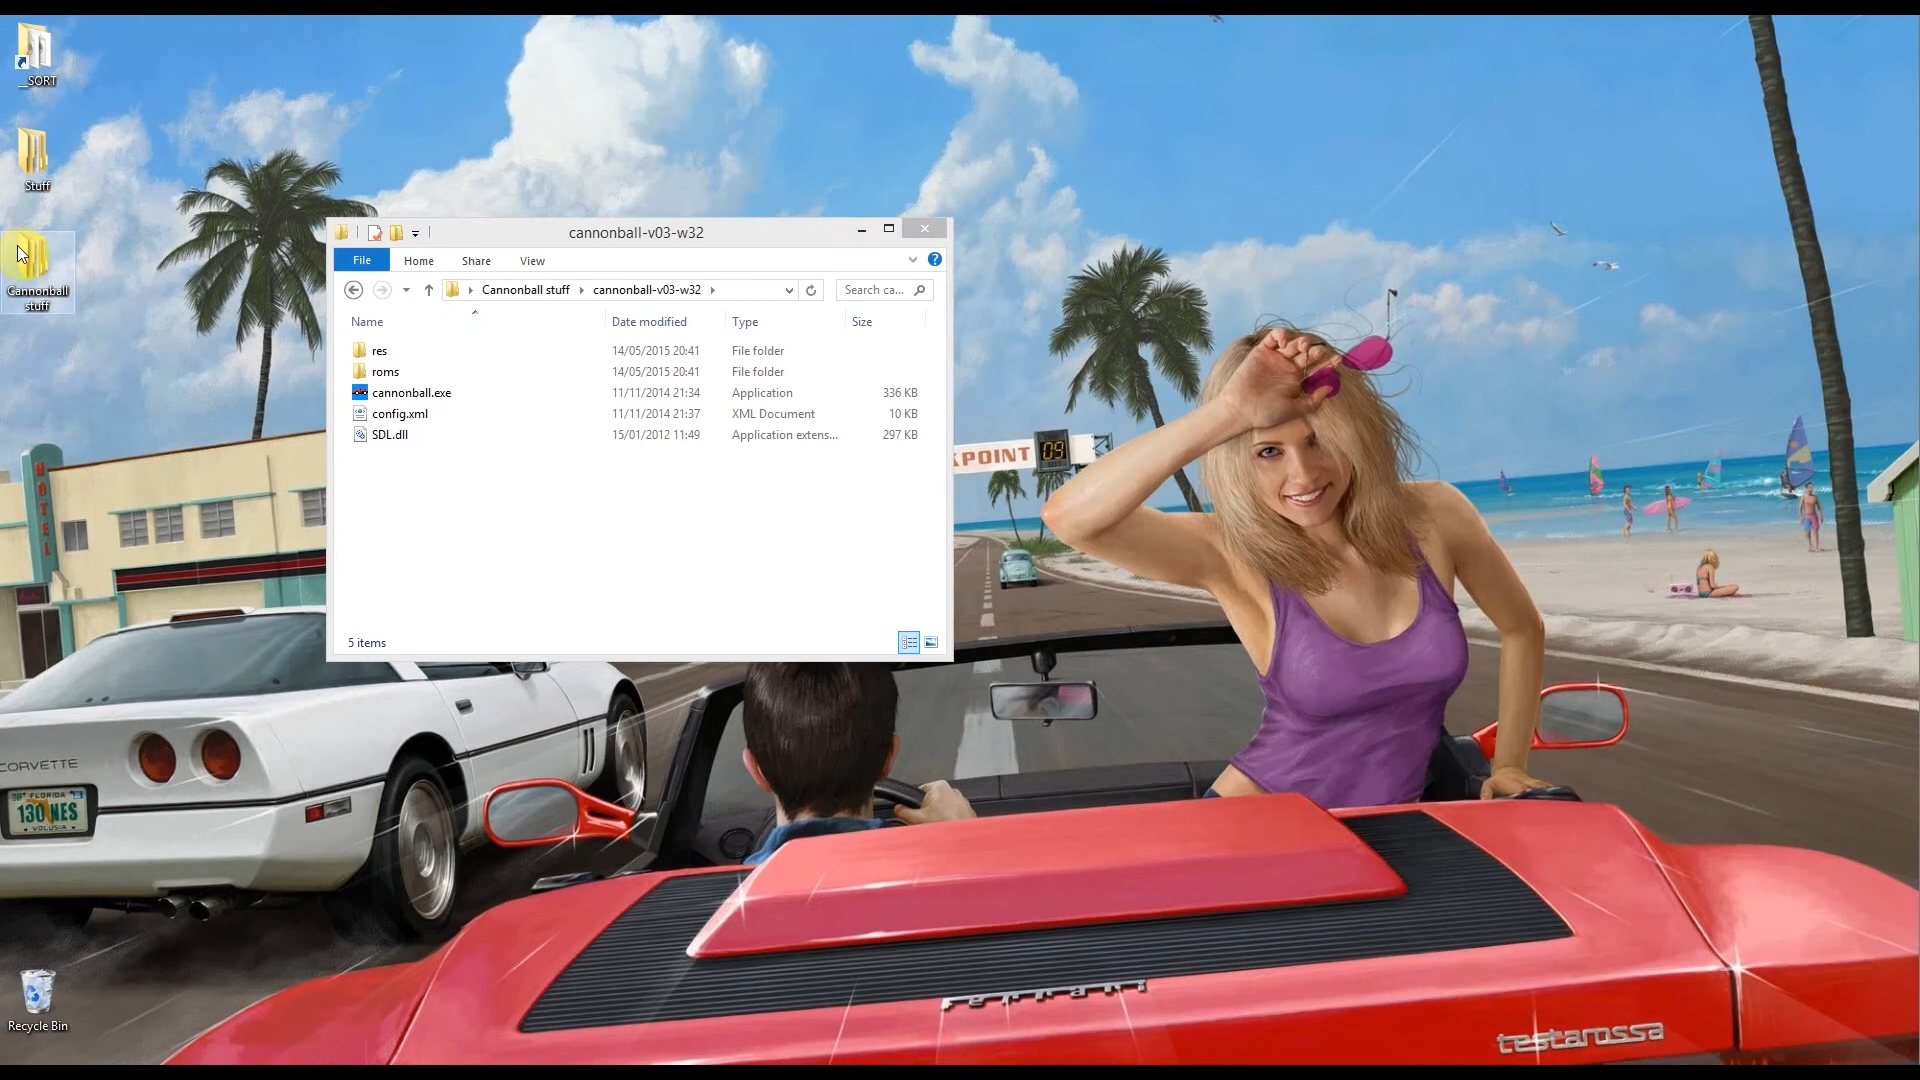 __SORT
Stuff
Cannonball
stuff
Recycle Bin
cannonball-v03-w32
File Home Share View
Cannonball stuff cannonball-v03-w32 Search ca...
Name Date modified Type Size
res 14/05/2015 20:41 File folder
roms 14/05/2015 20:41 File folder
cannonball.exe 11/11/2014 21:34 Application 336 KB
config.xml 11/11/2014 21:37 XML Document 10 KB
SDL.dll 15/01/2012 11:49 Application extens... 297 KB
5 items
KPOINT 09
MOTEL
CORVETTE
FLORIDA
130 NES
VOLUSIA
Ferrari
testarossa